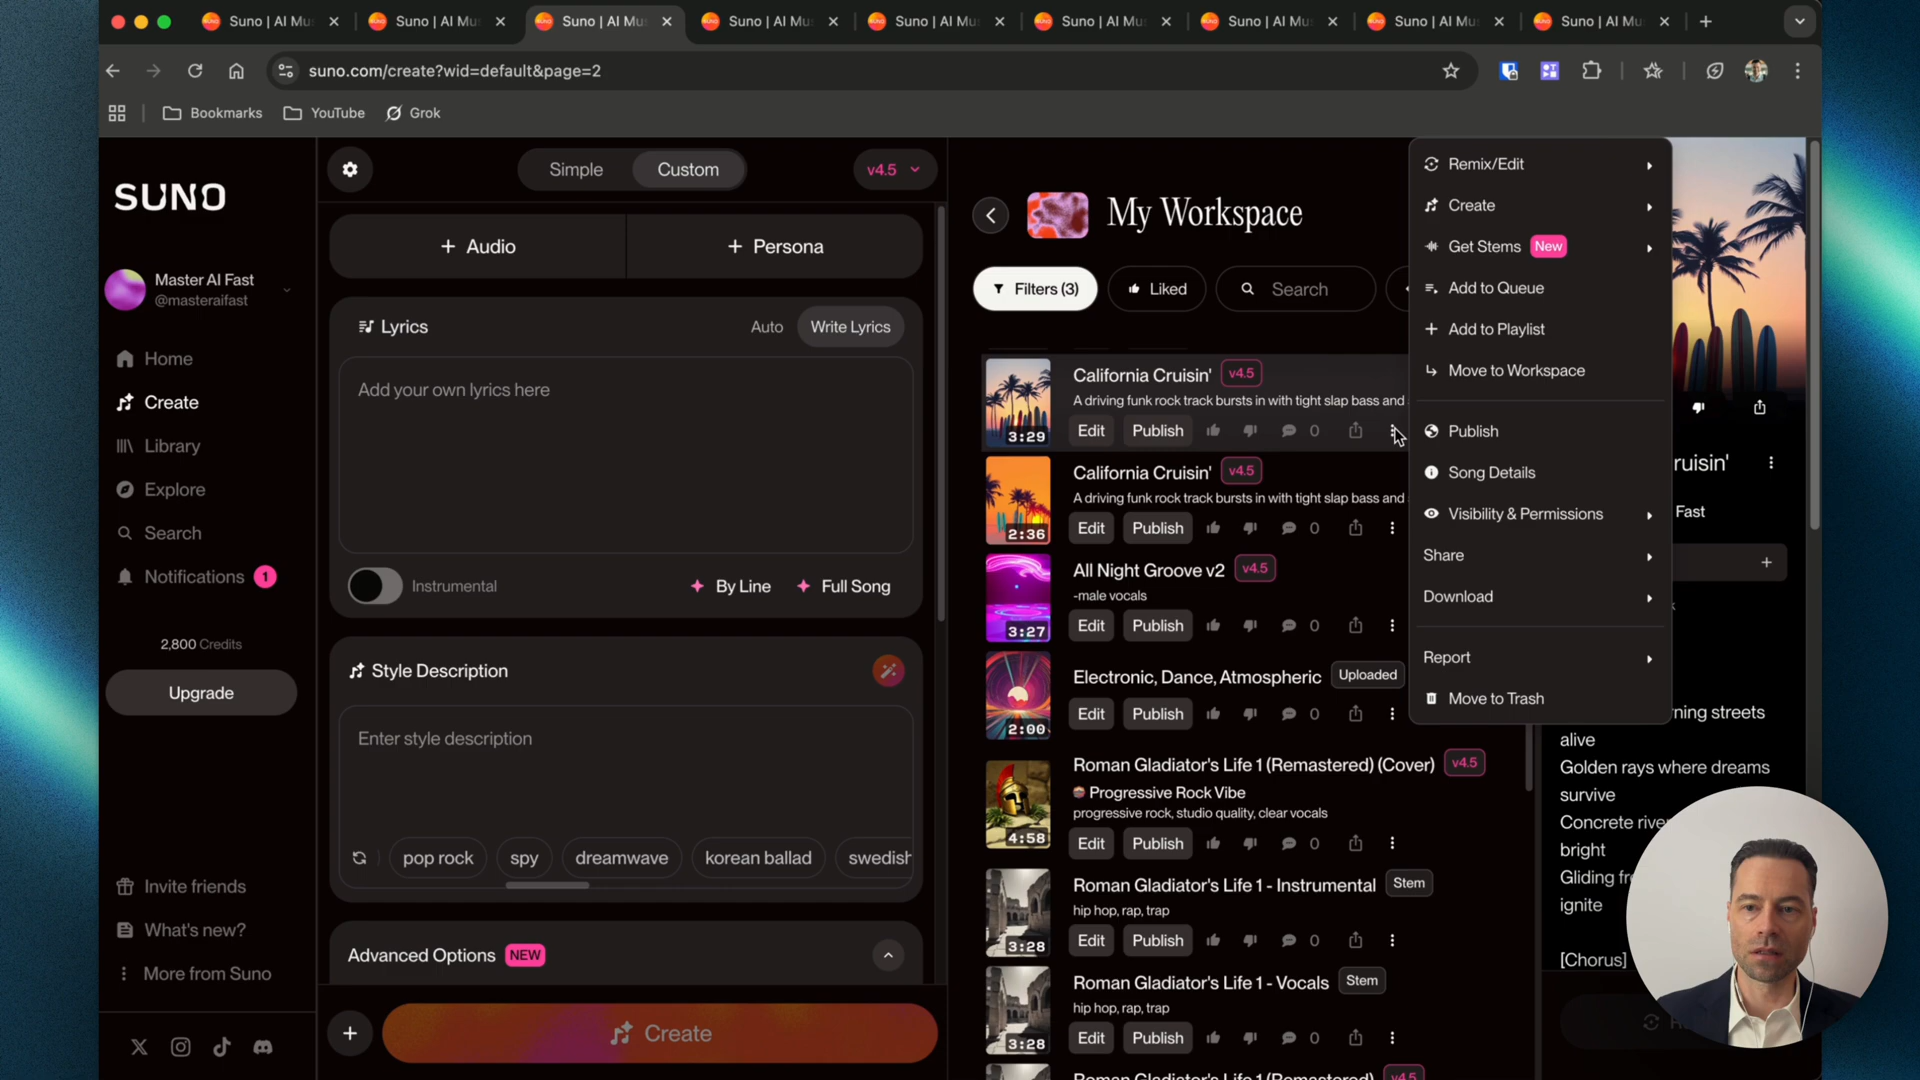 Suno | AI Mu
Suno | AI Mu
Suno | AI Mu
Suno | AI Mu
Suno | AI Mu
Suno | AI Mu
Suno | AI Mu
Suno | AI Mu
Suno | AI Mu
suno.com/create?wid=default&page=2
Bookmarks
YouTube
Grok
SUNO
Master AI Fast
@masteraifast
Home
Create
Library
Explore
Search
Notifications 1
2,800 Credits
Upgrade
Invite friends
What's new?
More from Suno
Simple
Custom
v4.5
+ Audio
+ Persona
Lyrics
Auto
Write Lyrics
Add your own lyrics here
Instrumental
By Line
Full Song
Style Description
Enter style description
pop rock
spy
dreamwave
korean ballad
swedish
Advanced Options NEW
Create
My Workspace
Filters (3)
Liked
Search
California Cruisin' v4.5
A driving funk rock track bursts in with tight slap bass and
3:29
Edit Publish 0
California Cruisin' v4.5
A driving funk rock track bursts in with tight slap bass and
2:36
Edit Publish 0
All Night Groove v2 v4.5
-male vocals
3:27
Edit Publish 0
Electronic, Dance, Atmospheric Uploaded
2:00
Edit Publish 0
Roman Gladiator's Life 1 (Remastered) (Cover) v4.5
Progressive Rock Vibe
progressive rock, studio quality, clear vocals
4:58
Edit Publish 0
Roman Gladiator's Life 1 - Instrumental Stem
hip hop, rap, trap
3:28
Edit Publish 0
Roman Gladiator's Life 1 - Vocals Stem
hip hop, rap, trap
3:28
Edit Publish 0
Roman Gladiator's Life 1 (Remastered) v4.5
Remix/Edit
Create
Get Stems New
Add to Queue
Add to Playlist
Move to Workspace
Publish
Song Details
Visibility & Permissions
Share
Download
Report
Move to Trash
ruisin'
Fast
rning streets
alive
Golden rays where dreams
survive
Concrete rive
bright
Gliding fr
ignite
[Chorus]